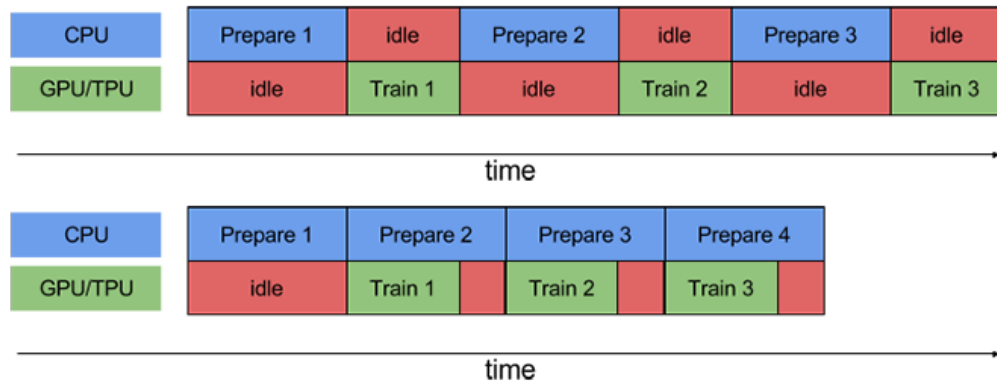 CPU Prepare 1 idle Prepare 2 idle Prepare 3 idle
GPU/TPU idle Train 1 idle Train 2 idle Train 3
time
CPU Prepare 1 Prepare 2 Prepare 3 Prepare 4
GPU/TPU idle Train 1 Train 2 Train 3
time